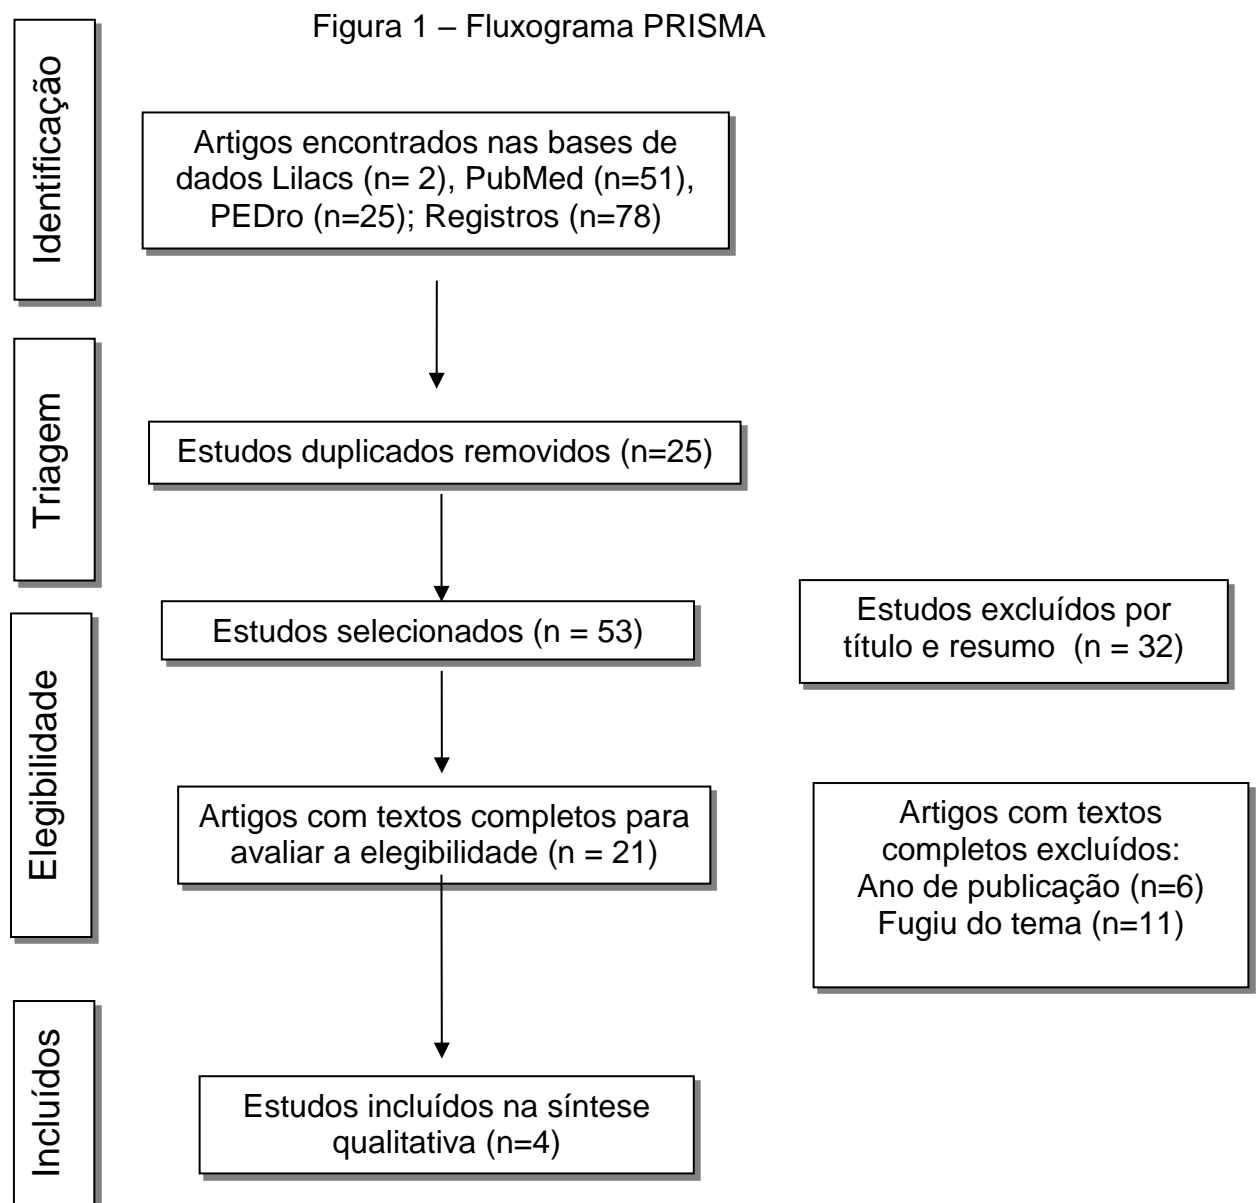 Figura 1 – Fluxograma PRISMA
Identificação
Artigos encontrados nas bases de
dados Lilacs (n= 2), PubMed (n=51),
PEDro (n=25); Registros (n=78)
Triagem
Estudos duplicados removidos (n=25)
Elegibilidade
Estudos selecionados (n = 53)
Estudos excluídos por
título e resumo  (n = 32)
Artigos com textos completos para
avaliar a elegibilidade (n = 21)
Artigos com textos
completos excluídos:
Ano de publicação (n=6)
Fugiu do tema (n=11)
Incluídos
Estudos incluídos na síntese
qualitativa (n=4)